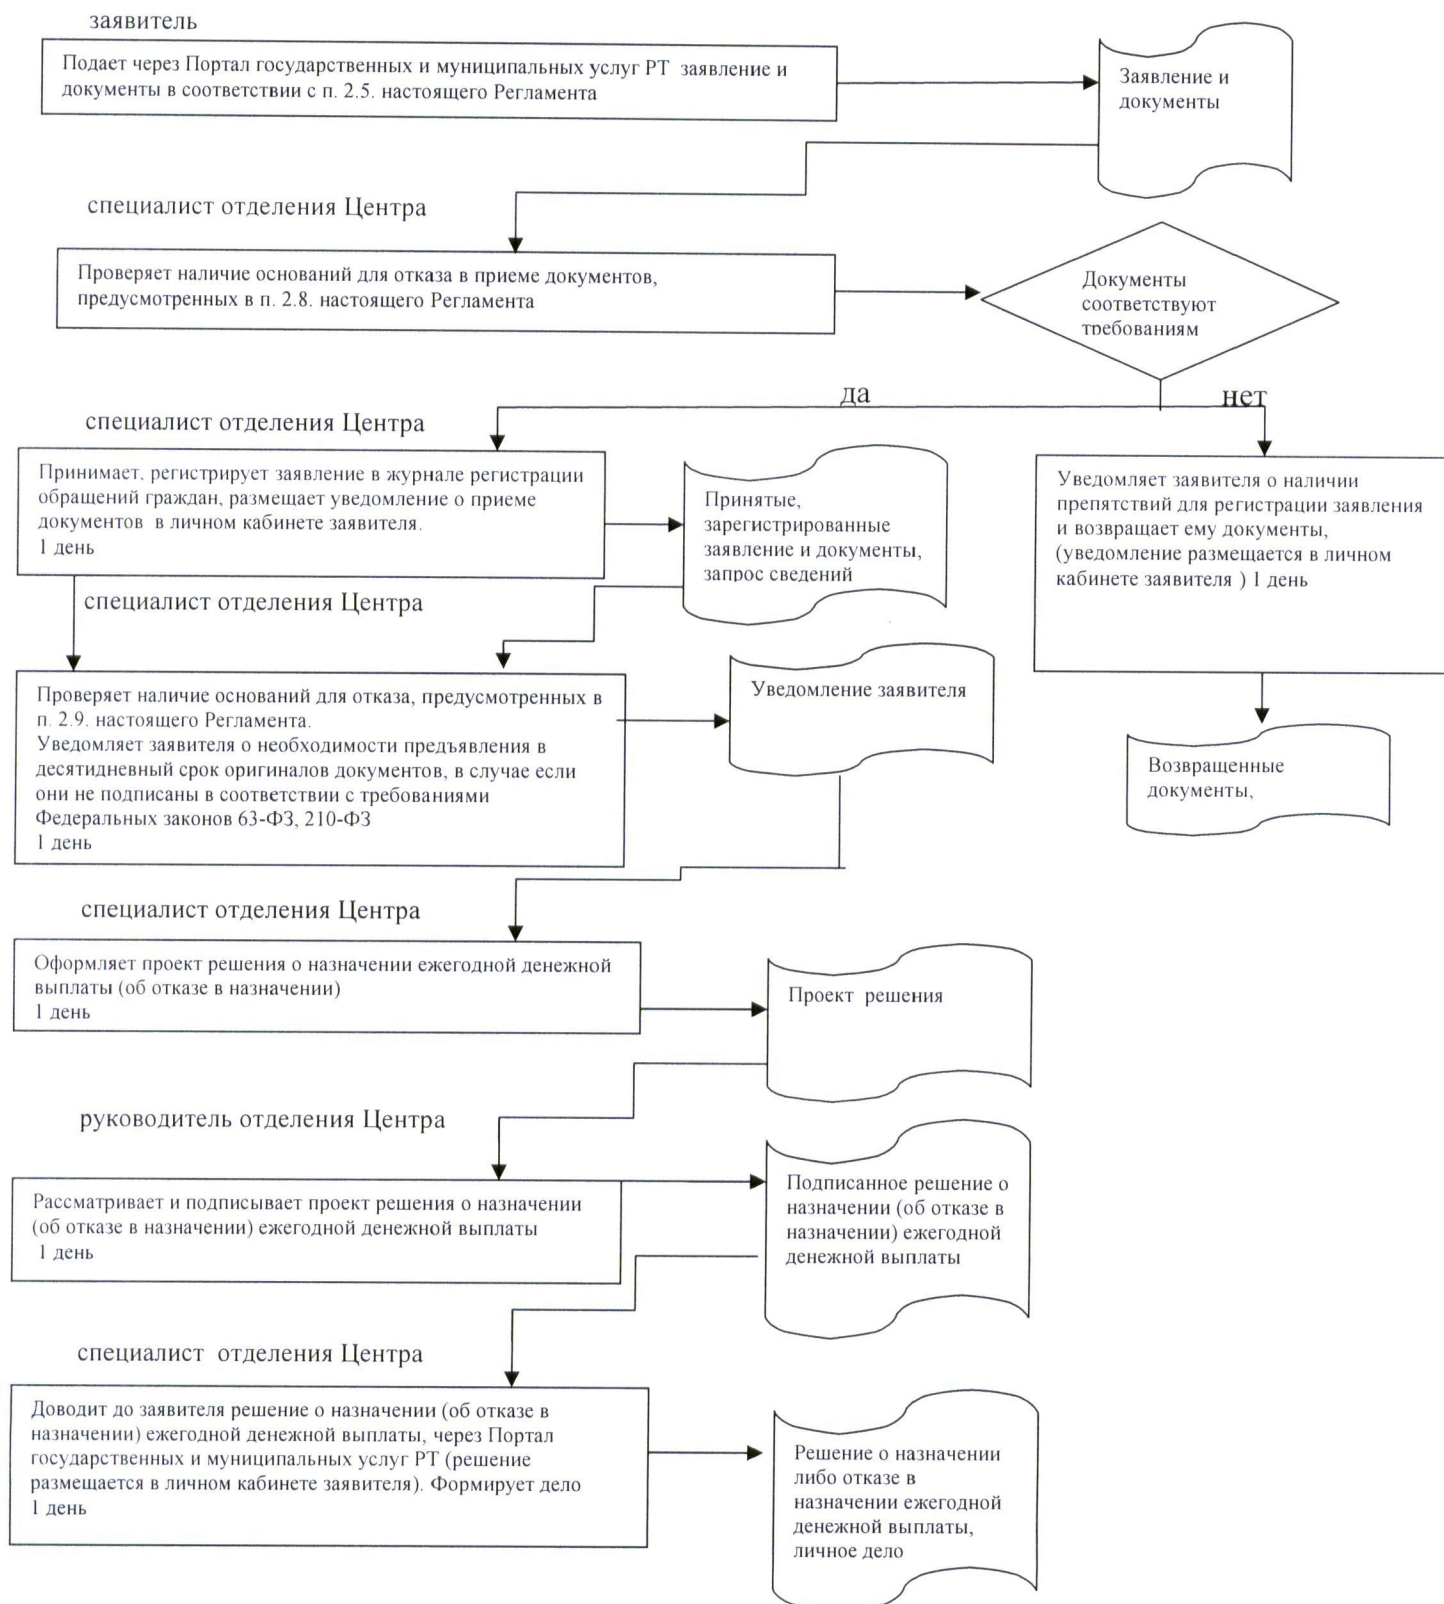 заявитель
Подает через Портал государственных и муниципальных услуг РТ заявление и
документы в соответствии с п. 2.5. настоящего Регламента
Заявление и
документы
специалист отделения Центра
Проверяет наличие оснований для отказа в приеме документов,
предусмотренных в п. 2.8. настоящего Регламента
Документы
соответствуют
требованиям
да
нет
специалист отделения Центра
Принимает, регистрирует заявление в журнале регистрации
обращений граждан, размещает уведомление о приеме
документов в личном кабинете заявителя.
1 день
Принятые,
зарегистрированные
заявление и документы,
запрос сведений
Уведомляет заявителя о наличии
препятствий для регистрации заявления
и возвращает ему документы,
(уведомление размещается в личном
кабинете заявителя ) 1 день
специалист отделения Центра
Проверяет наличие оснований для отказа, предусмотренных в
п. 2.9. настоящего Регламента.
Уведомляет заявителя о необходимости предъявления в
десятидневный срок оригиналов документов, в случае если
они не подписаны в соответствии с требованиями
Федеральных законов 63-ФЗ, 210-ФЗ
1 день
Уведомление заявителя
Возвращенные
документы,
специалист отделения Центра
Оформляет проект решения о назначении ежегодной денежной
выплаты (об отказе в назначении)
1 день
Проект решения
руководитель отделения Центра
Рассматривает и подписывает проект решения о назначении
(об отказе в назначении) ежегодной денежной выплаты
1 день
Подписанное решение о
назначении (об отказе в
назначении) ежегодной
денежной выплаты
специалист отделения Центра
Доводит до заявителя решение о назначении (об отказе в
назначении) ежегодной денежной выплаты, через Портал
государственных и муниципальных услуг РТ (решение
размещается в личном кабинете заявителя). Формирует дело
1 день
Решение о назначении
либо отказе в
назначении ежегодной
денежной выплаты,
личное дело